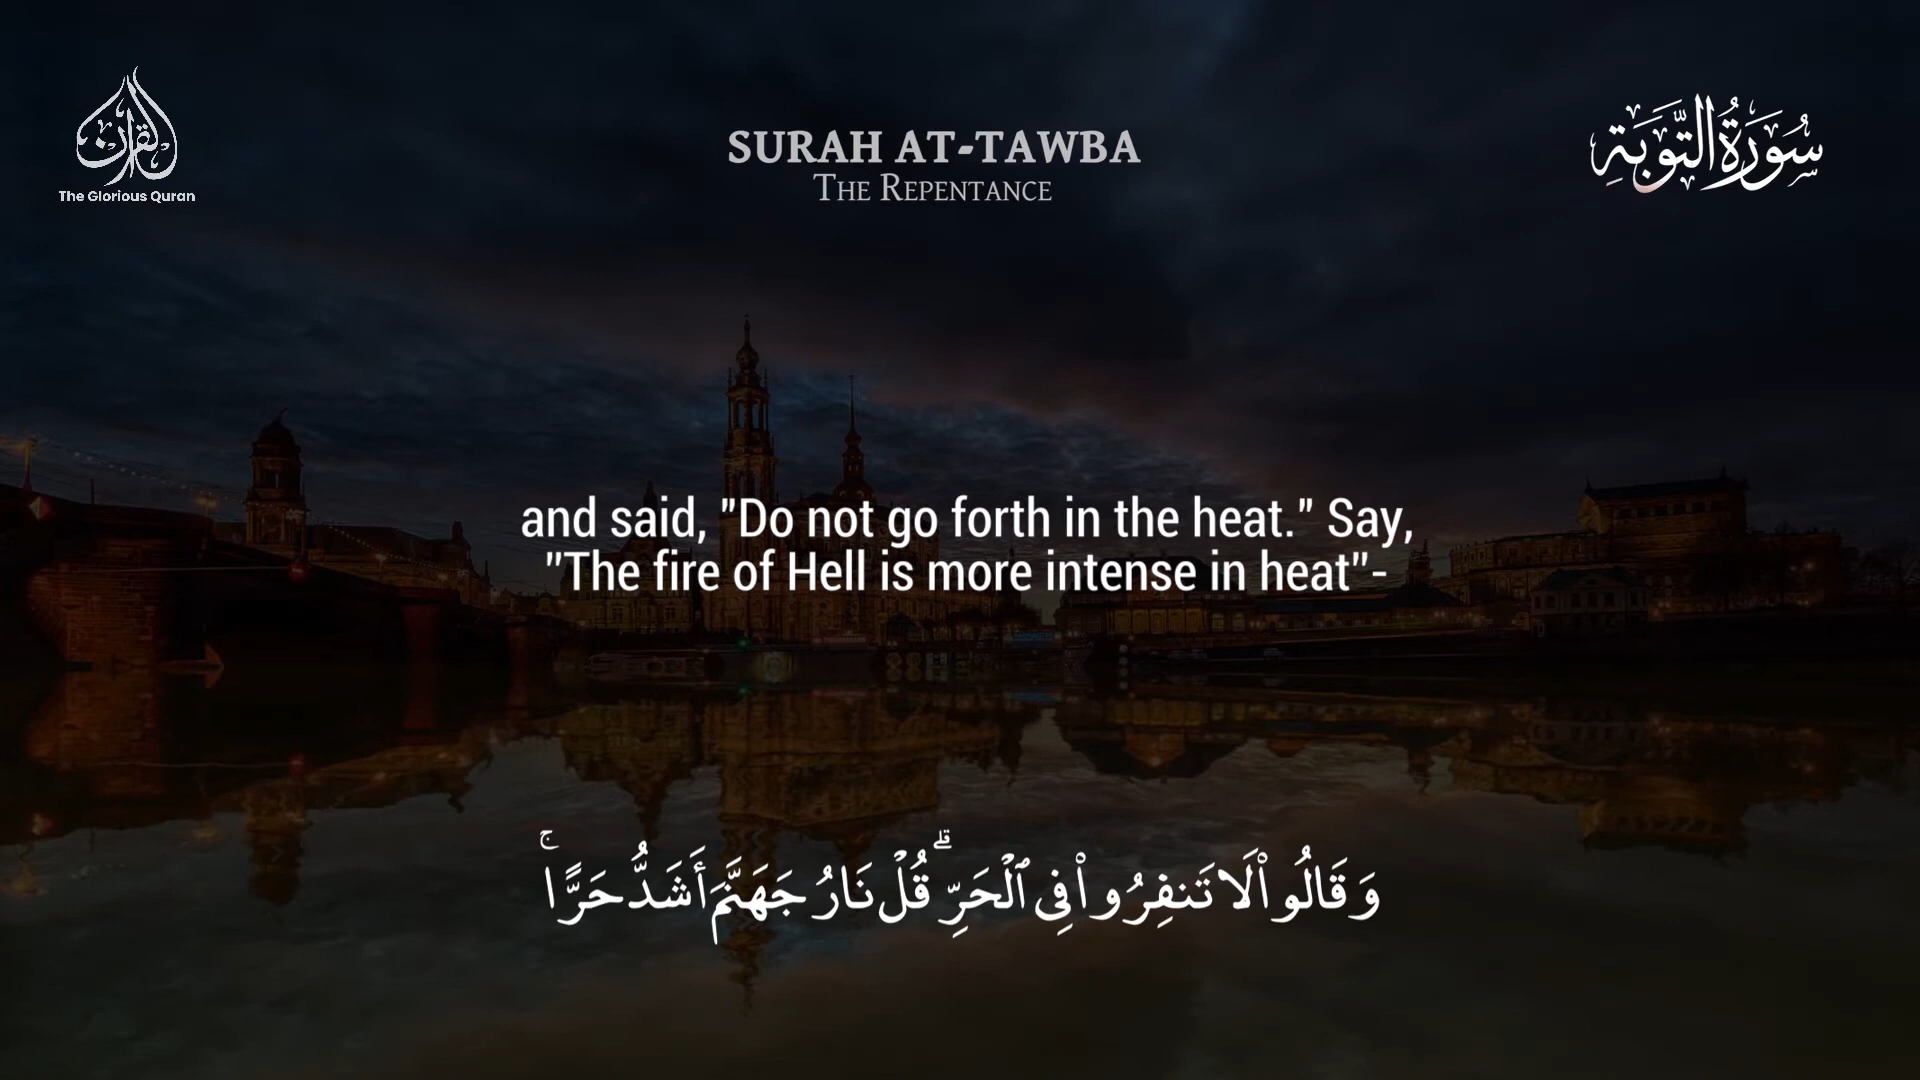 القرآن
The Glorious Quran
SURAH AT-TAWBA
THE REPENTANCE
سُورَةُ التَّوْبَةِ
and said, "Do not go forth in the heat." Say,
"The fire of Hell is more intense in heat"-
وَقَالُوا۟ لَا تَنفِرُوا۟ فِى ٱلْحَرِّ ۗ قُلْ نَارُ جَهَنَّمَ أَشَدُّ حَرًّا ۚ